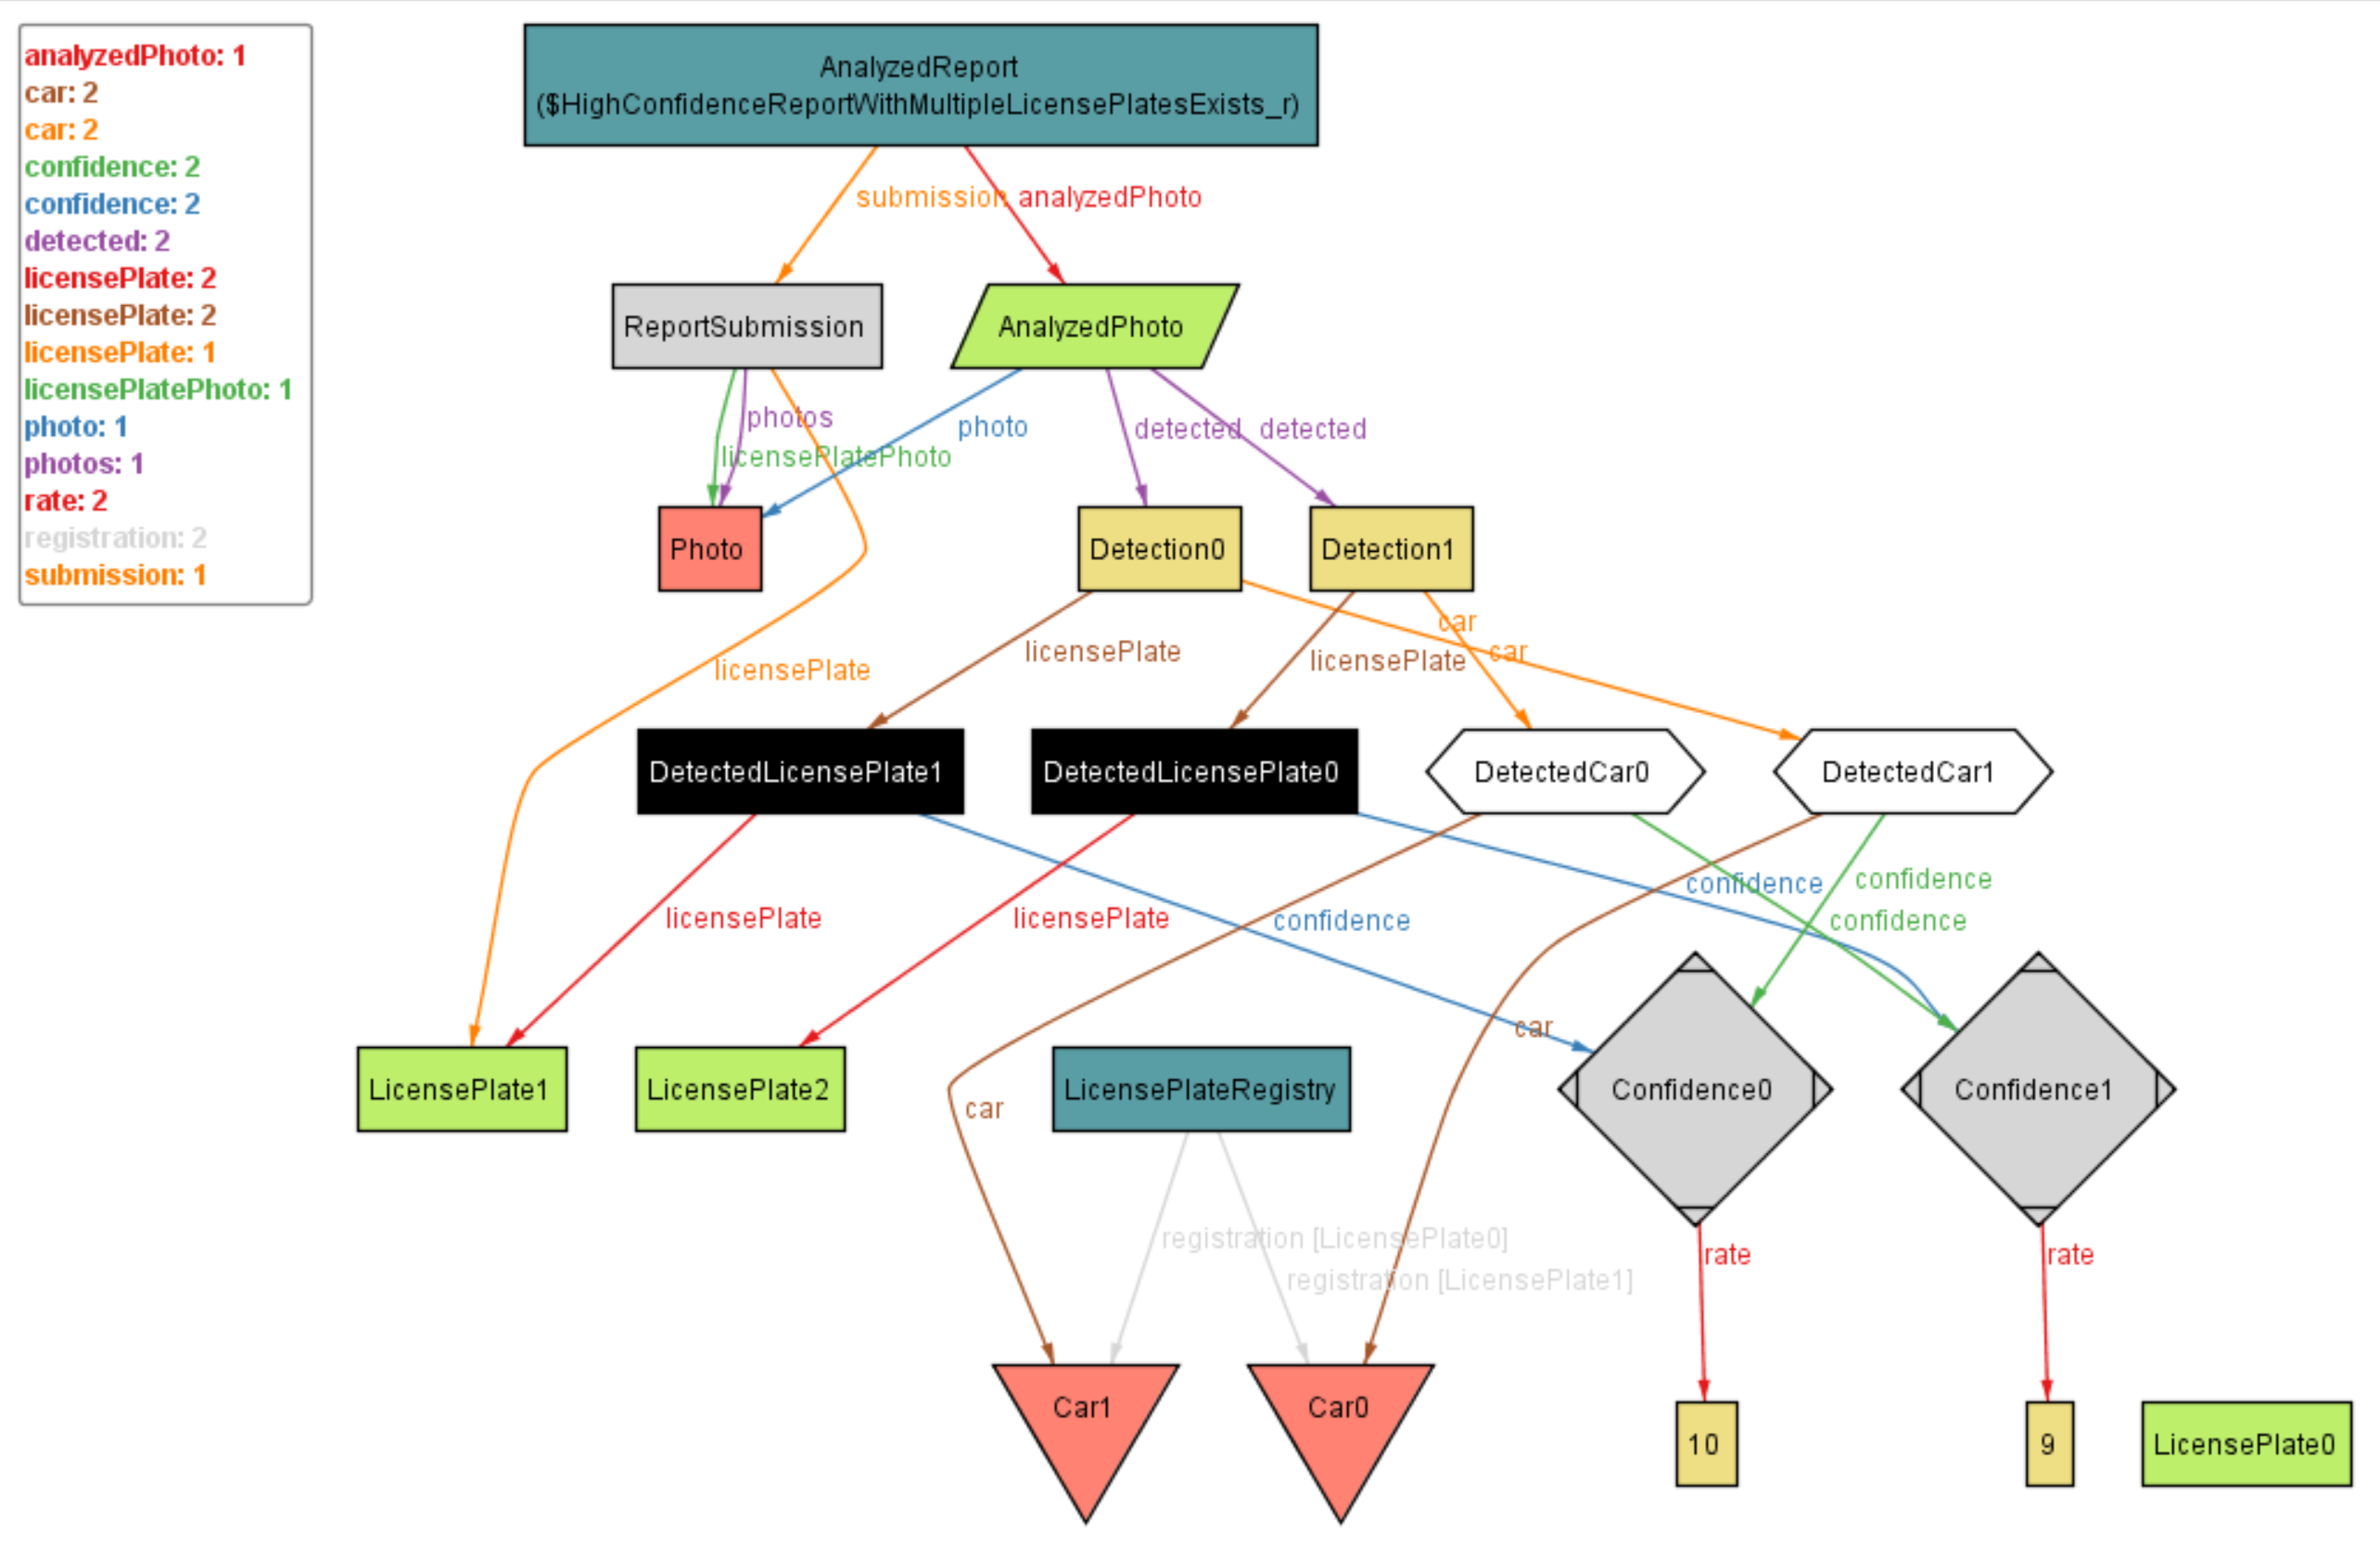 analyzedPhoto: 1
car: 2
car: 2
confidence: 2
confidence: 2
detected: 2
licensePlate: 2
licensePlate: 2
licensePlate: 1
licensePlatePhoto: 1
photo: 1
photos: 1
rate: 2
registration: 2
submission: 1
AnalyzedReport
($HighConfidenceReportWithMultipleLicensePlatesExists_r)
submission
analyzedPhoto
ReportSubmission
AnalyzedPhoto
photos
licensePlatePhoto
photo
detected
detected
Photo
Detection0
Detection1
licensePlate
licensePlate
licensePlate
car
car
DetectedLicensePlate1
DetectedLicensePlate0
DetectedCar0
DetectedCar1
licensePlate
licensePlate
confidence
confidence
confidence
confidence
car
car
LicensePlate1
LicensePlate2
LicensePlateRegistry
Confidence0
Confidence1
registration [LicensePlate0]
registration [LicensePlate1]
rate
rate
Car1
Car0
10
9
LicensePlate0